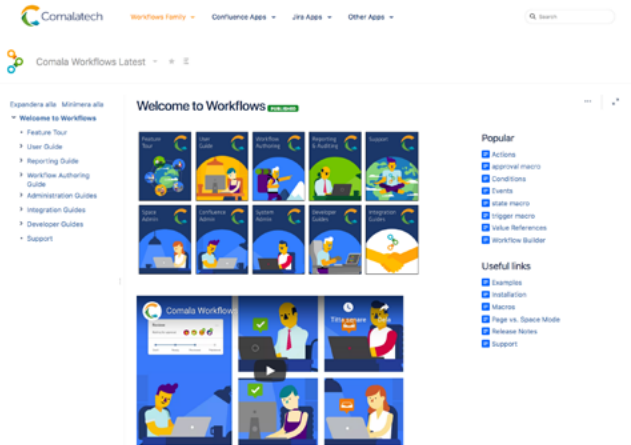 Comalatech
Workflows Family
Confluence Apps
Jira Apps
Other Apps
Search
Comala Workflows Latest
Expandera alla Minimera alla
Welcome to Workflows
Feature Tour
User Guide
Reporting Guide
Workflow Authoring
Guide
Administration Guides
Integration Guides
Developer Guides
Support
Welcome to Workflows PUBLISHED
Feature
Tour
User
Guide
Workflow
Authoring
Reporting
& Auditing
Support
Space
Admin
Confluence
Admin
System
Admin
Developer
Guides
Integration
Guides
Comala Workflows
Titta senare
Dela
Popular
Actions
approval macro
Conditions
Events
state macro
trigger macro
Value References
Workflow Builder
Useful links
Examples
Installation
Macros
Page vs. Space Mode
Release Notes
Support